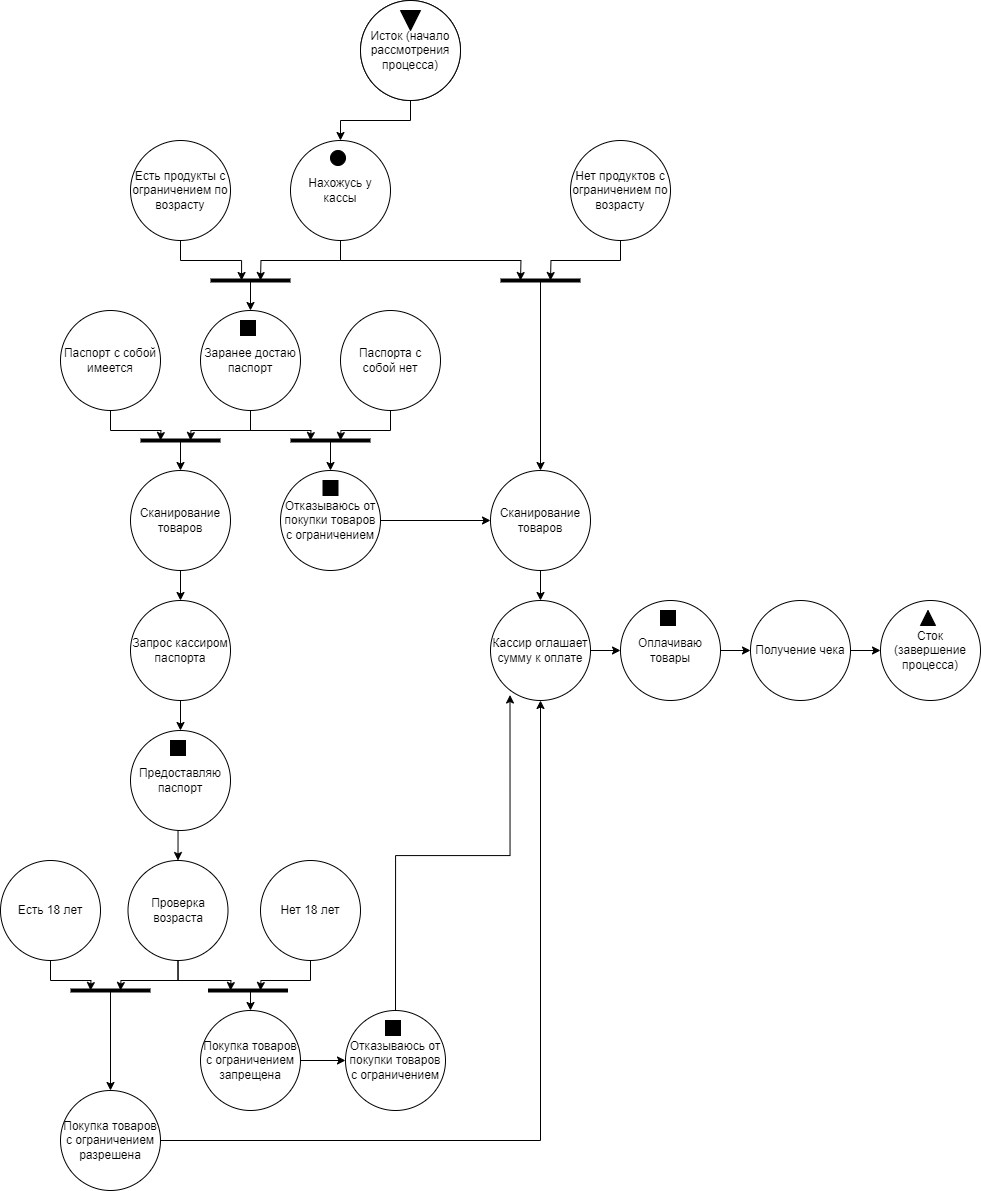 Исток (начало
рассмотрения
процесса)
Есть продукты с
ограничением по
возрасту
Нахожусь у
кассы
Нет продуктов с
ограничением по
возрасту
Паспорт с собой
имеется
Заранее достаю
паспорт
Паспорта с
собой нет
Сканирование
товаров
Отказываюсь от
покупки товаров
с ограничением
Сканирование
товаров
Запрос кассиром
паспорта
Кассир оглашает
сумму к оплате
Оплачиваю
товары
Получение чека
Сток
(завершение
процесса)
Предоставляю
паспорт
Есть 18 лет
Проверка
возраста
Нет 18 лет
Покупка товаров
с ограничением
запрещена
Отказываюсь от
покупки товаров
с ограничением
Покупка товаров
с ограничением
разрешена